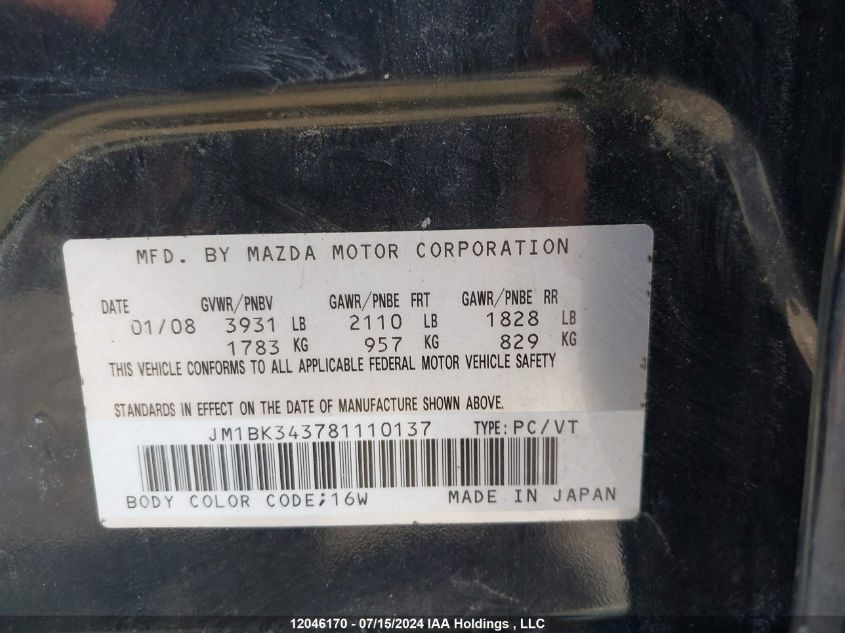 MFD. BY MAZDA MOTOR CORPORATION
DATE GVWR/PNBV GAWR/PNBE FRT GAWR/PNBE RR
01/08 3931 LB 2110 LB 1828 LB
1783 KG 957 KG 829 KG
THIS VEHICLE CONFORMS TO ALL APPLICABLE FEDERAL MOTOR VEHICLE SAFETY
STANDARDS IN EFFECT ON THE DATE OF MANUFACTURE SHOWN ABOVE.
JM1BK343781110137 TYPE: PC/VT
BODY COLOR CODE;16W MADE IN JAPAN
12046170 - 07/15/2024 IAA Holdings , LLC